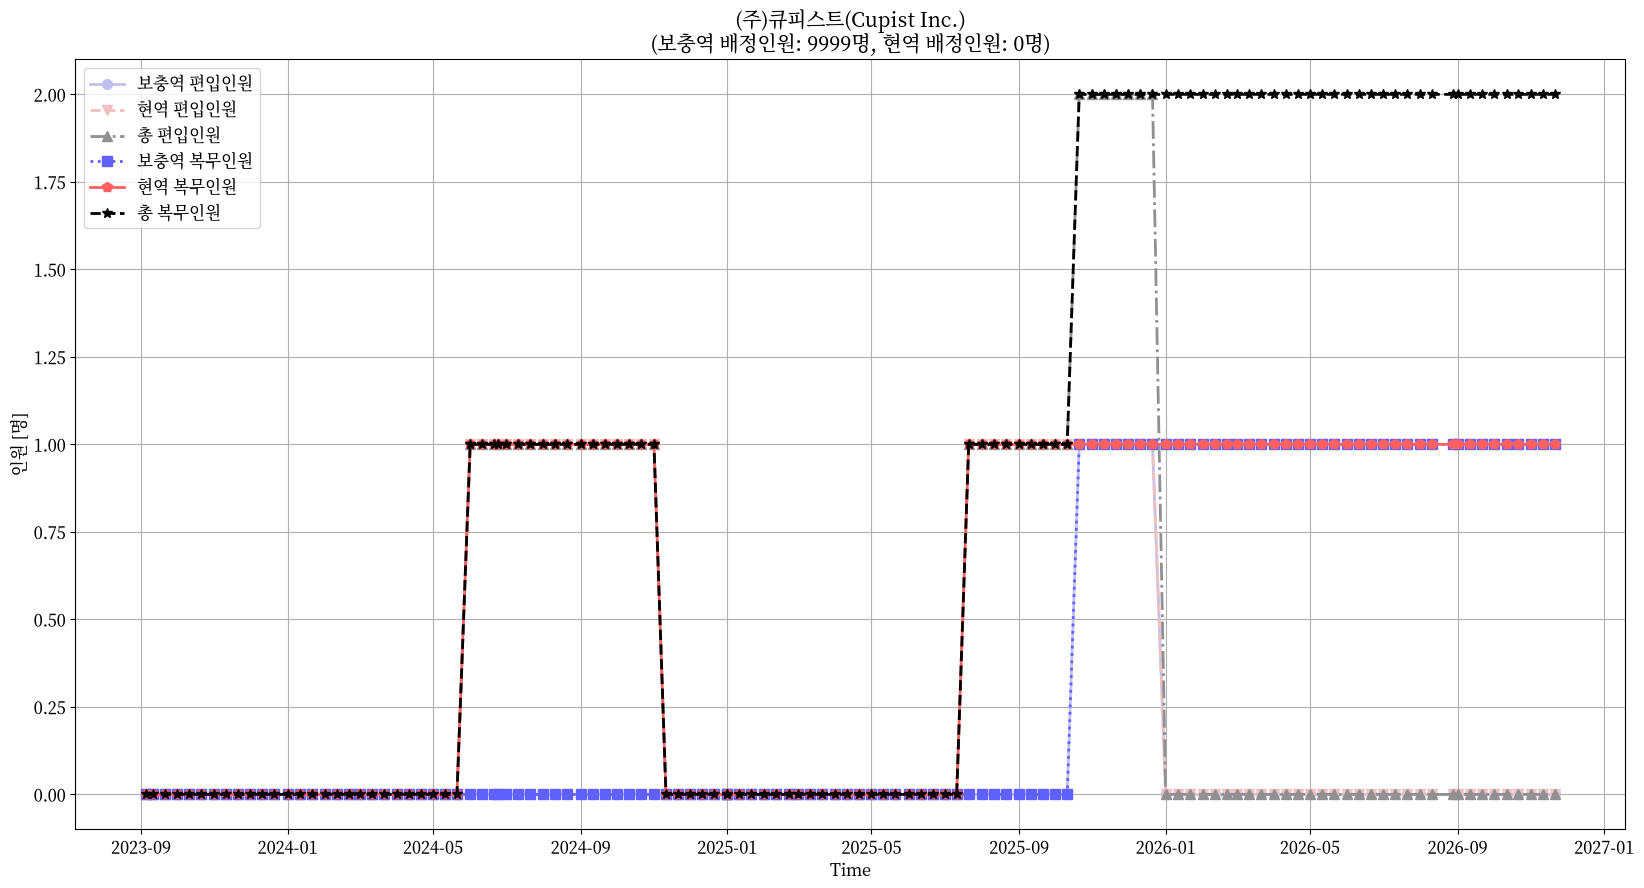 (주)큐피스트(Cupist Inc.)
(보충역 배정인원: 9999명, 현역 배정인원: 0명)
보충역 편입인원
현역 편입인원
총 편입인원
보충역 복무인원
현역 복무인원
총 복무인원
인원 [명]
2.00
1.75
1.50
1.25
1.00
0.75
0.50
0.25
0.00
2023-09
2024-01
2024-05
2024-09
2025-01
2025-05
2025-09
2026-01
2026-05
2026-09
2027-01
Time